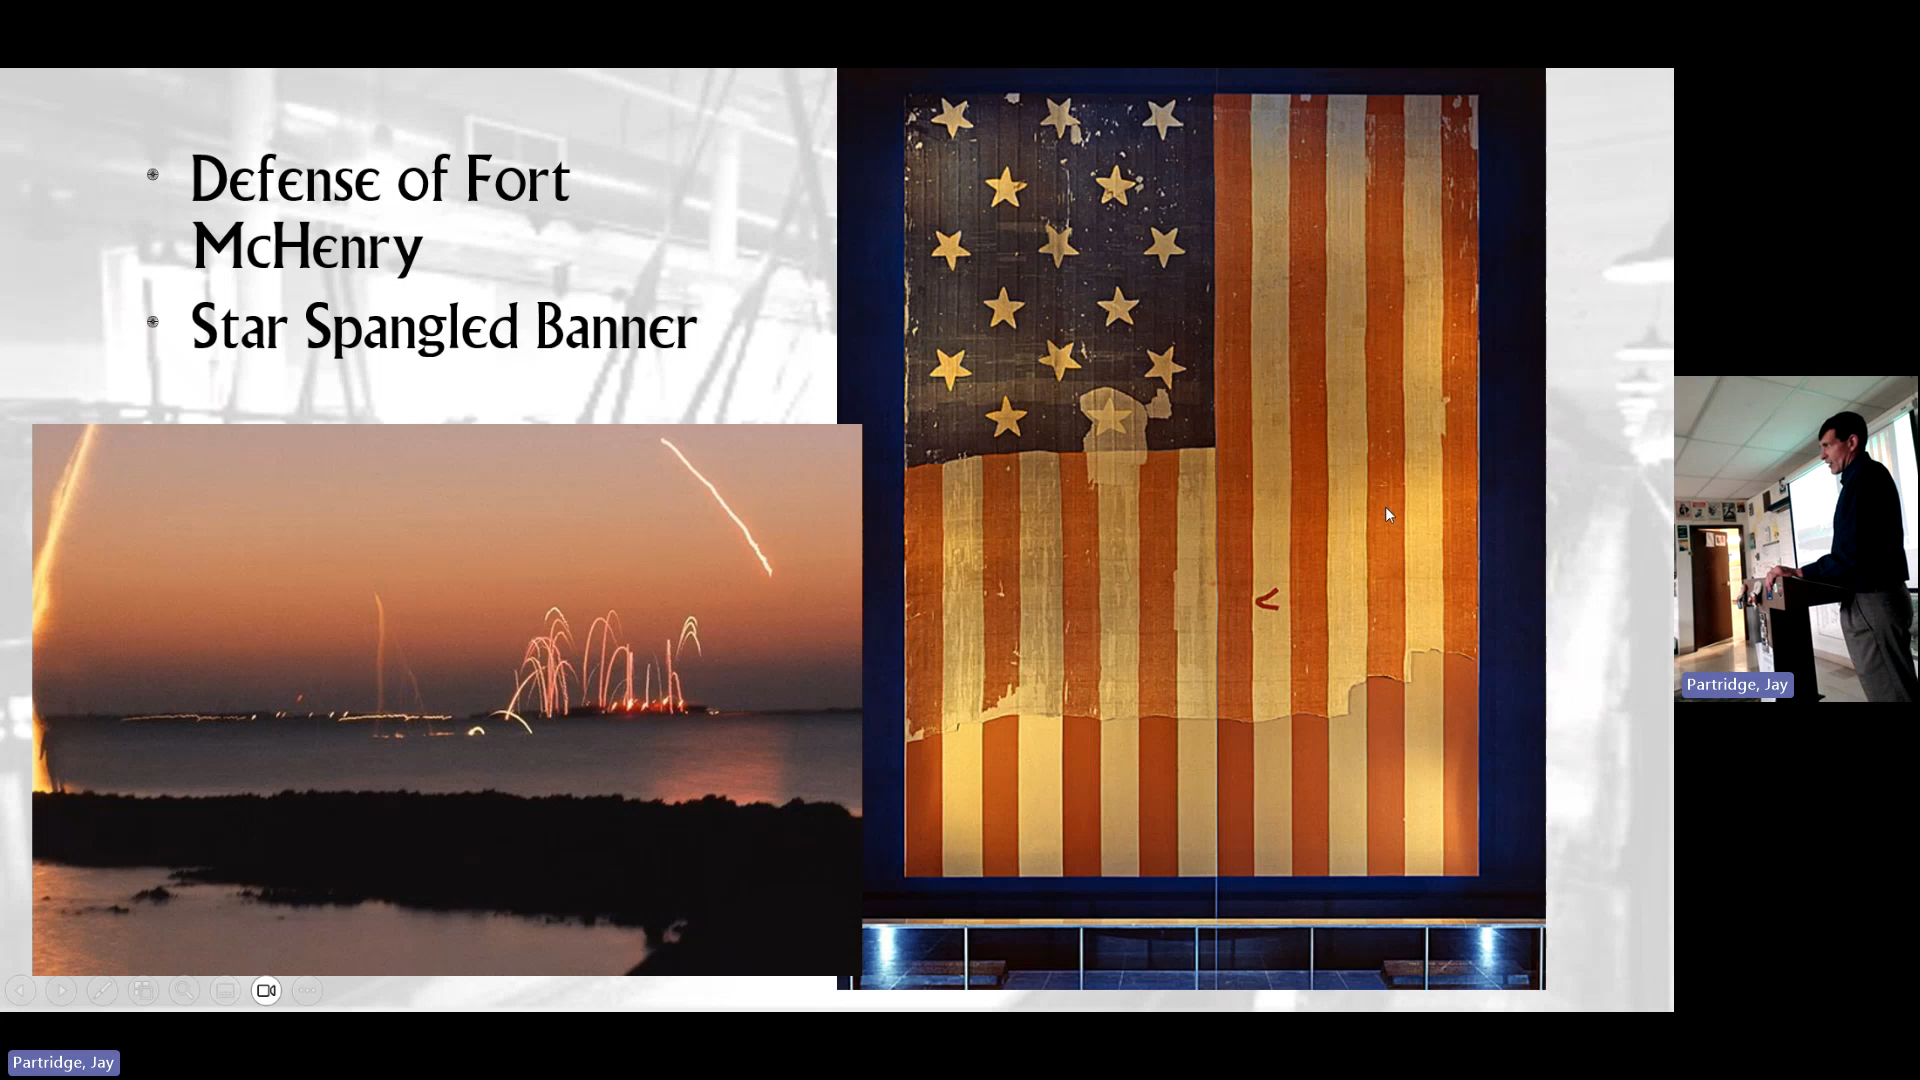 Defense of Fort
McHenry
Star Spangled Banner
Partridge, Jay
Partridge, Jay